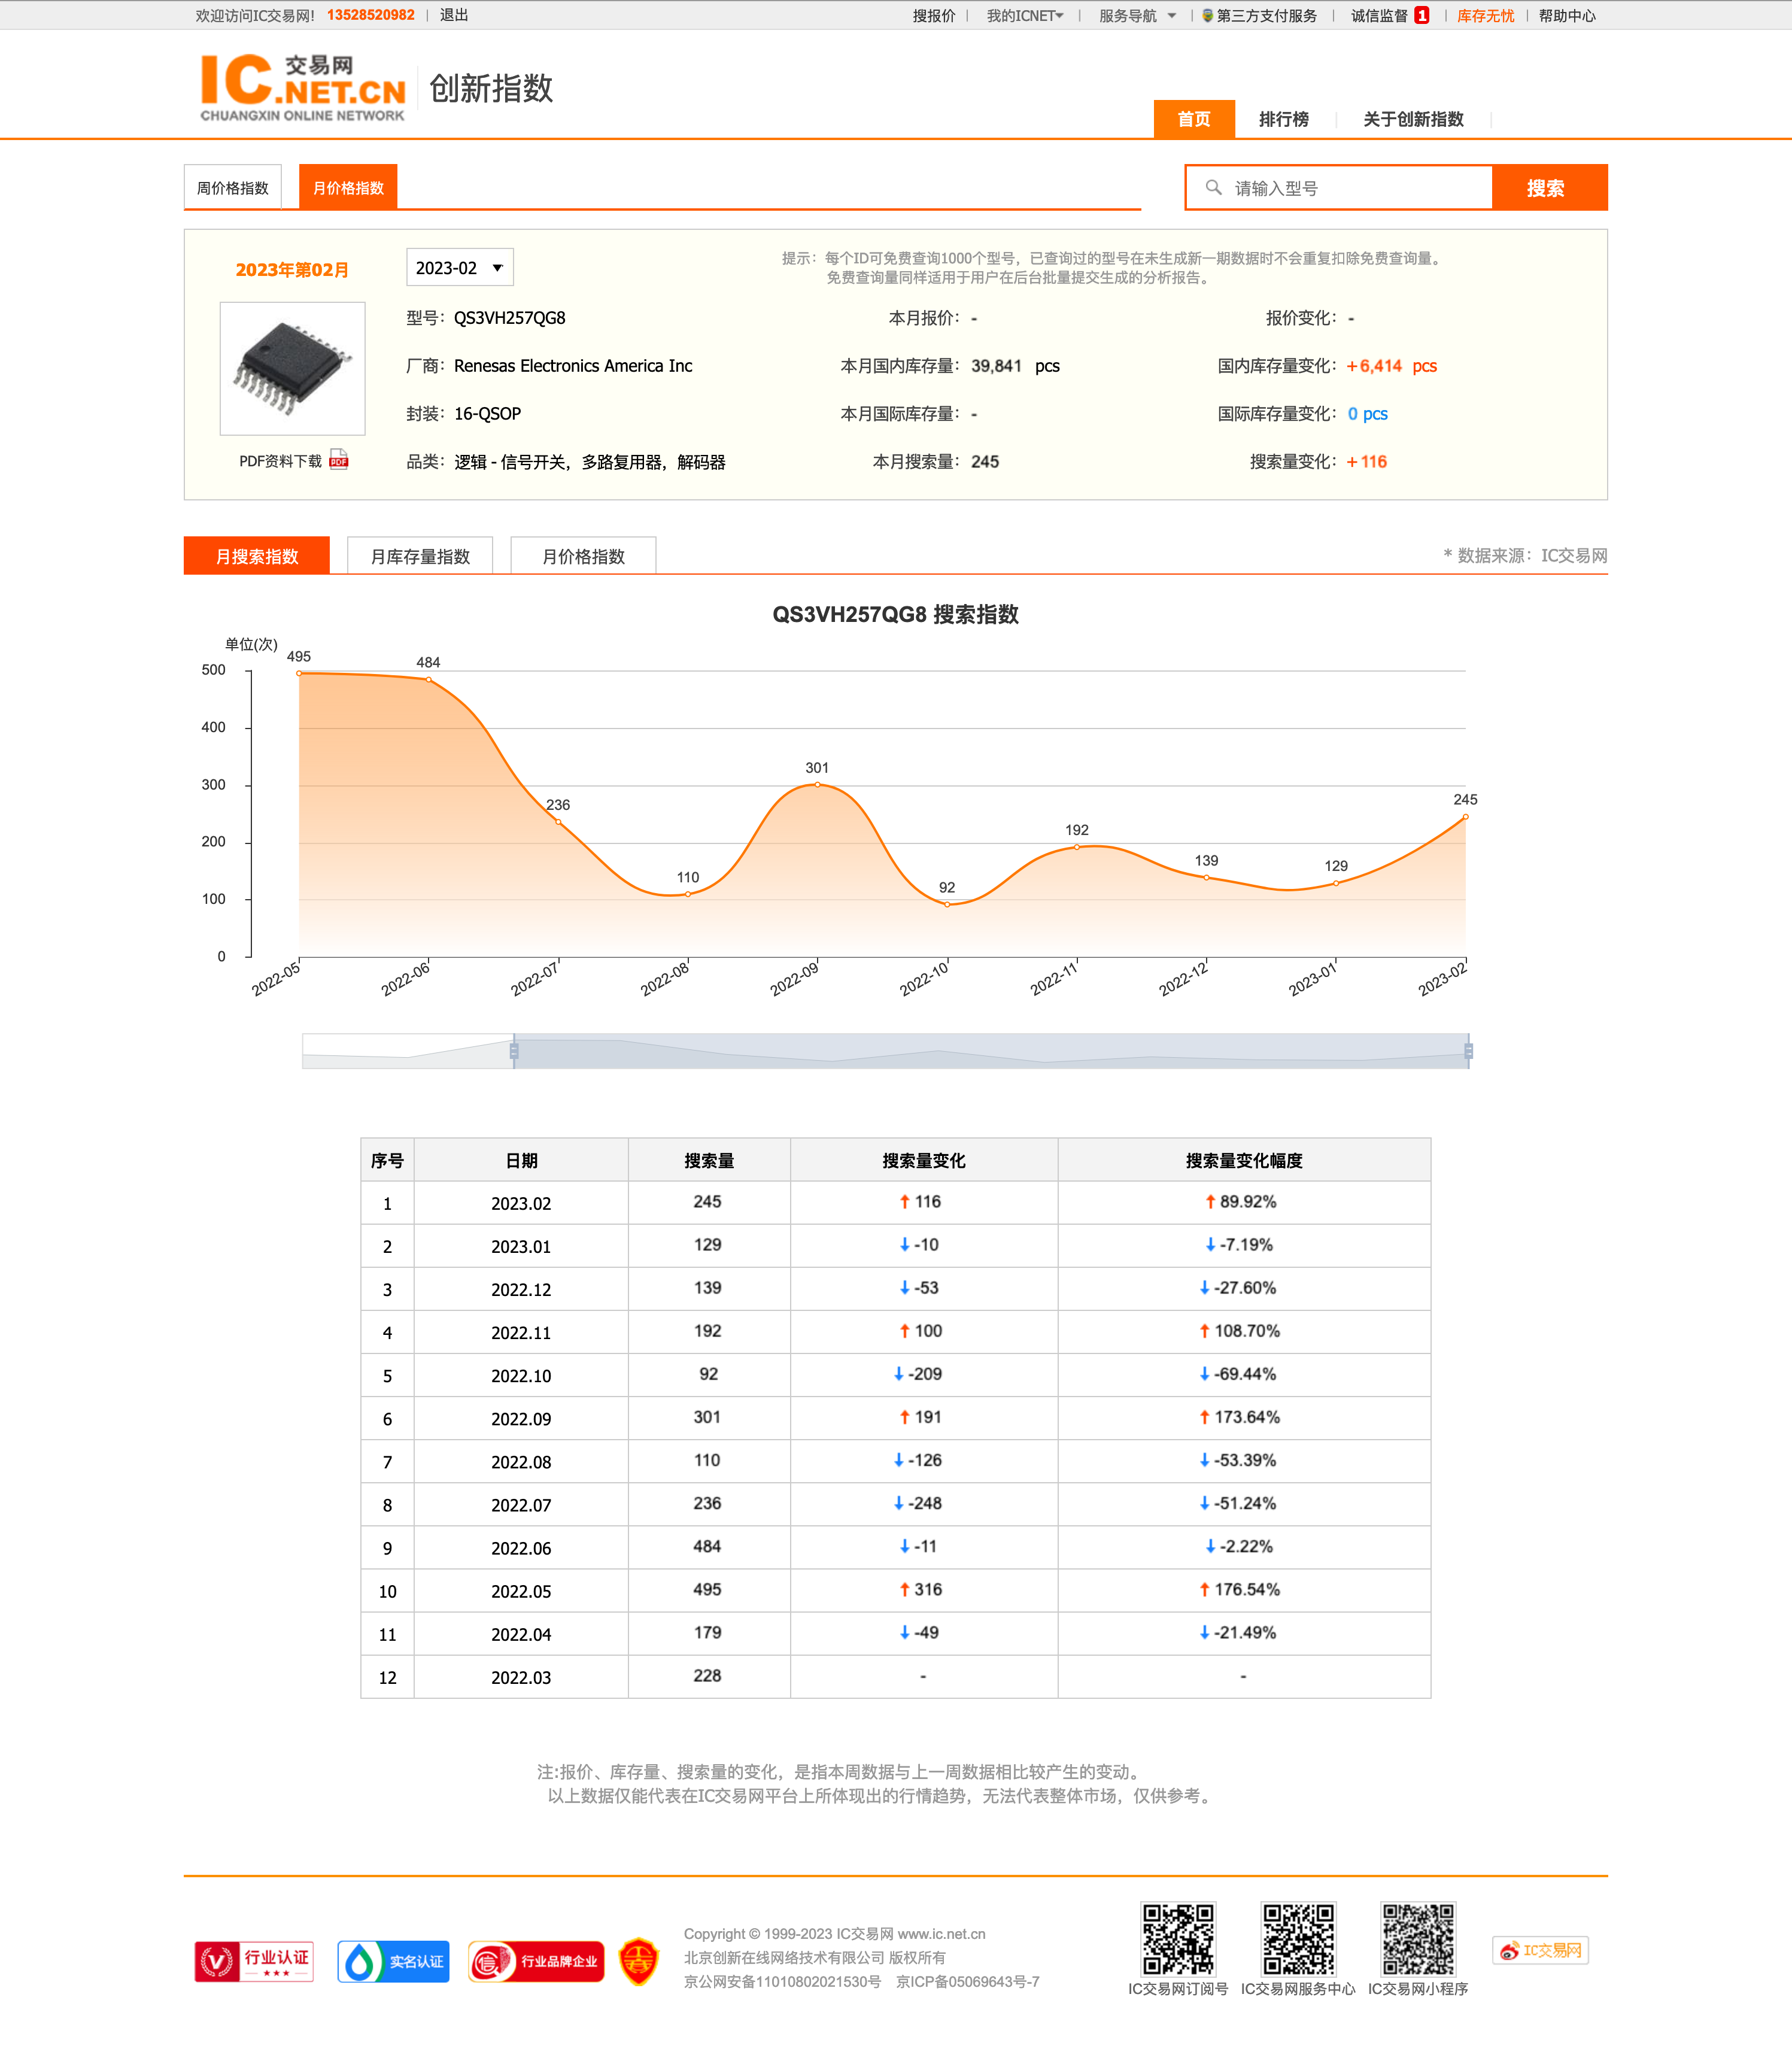 欢迎访问IC交易网! 13528520982 | 退出 搜报价 | 我的ICNET | 服务导航 | 第三方支付服务 | 诚信监督 1 | 库存无忧 | 帮助中心
IC交易网.NET.CN
CHUANGXIN ONLINE NETWORK
创新指数
首页 排行榜 关于创新指数
周价格指数 月价格指数 请输入型号 搜索
2023年第02月 2023-02
提示：每个ID可免费查询1000个型号，已查询过的型号在未生成新一期数据时不会重复扣除免费查询量。
免费查询量同样适用于用户在后台批量提交生成的分析报告。
型号：QS3VH257QG8 本月报价：- 报价变化：-
厂商：Renesas Electronics America Inc 本月国内库存量：39,841 pcs 国内库存量变化：+6,414 pcs
封装：16-QSOP 本月国际库存量：- 国际库存量变化：0 pcs
PDF资料下载 PDF 品类：逻辑 - 信号开关，多路复用器，解码器 本月搜索量：245 搜索量变化：+116
月搜索指数 月库存量指数 月价格指数 * 数据来源：IC交易网
QS3VH257QG8 搜索指数
单位(次)
500
400
300
200
100
0
495 484 236 110 301 92 192 139 129 245
2022-05 2022-06 2022-07 2022-08 2022-09 2022-10 2022-11 2022-12 2023-01 2023-02
序号 日期 搜索量 搜索量变化 搜索量变化幅度
1 2023.02 245 ↑ 116 ↑ 89.92%
2 2023.01 129 ↓ -10 ↓ -7.19%
3 2022.12 139 ↓ -53 ↓ -27.60%
4 2022.11 192 ↑ 100 ↑ 108.70%
5 2022.10 92 ↓ -209 ↓ -69.44%
6 2022.09 301 ↑ 191 ↑ 173.64%
7 2022.08 110 ↓ -126 ↓ -53.39%
8 2022.07 236 ↓ -248 ↓ -51.24%
9 2022.06 484 ↓ -11 ↓ -2.22%
10 2022.05 495 ↑ 316 ↑ 176.54%
11 2022.04 179 ↓ -49 ↓ -21.49%
12 2022.03 228 - -
注:报价、库存量、搜索量的变化，是指本周数据与上一周数据相比较产生的变动。
以上数据仅能代表在IC交易网平台上所体现出的行情趋势，无法代表整体市场，仅供参考。
行业认证 实名认证 信 行业品牌企业
Copyright © 1999-2023 IC交易网 www.ic.net.cn
北京创新在线网络技术有限公司 版权所有
京公网安备11010802021530号 京ICP备05069643号-7
IC交易网订阅号 IC交易网服务中心 IC交易网小程序
IC交易网